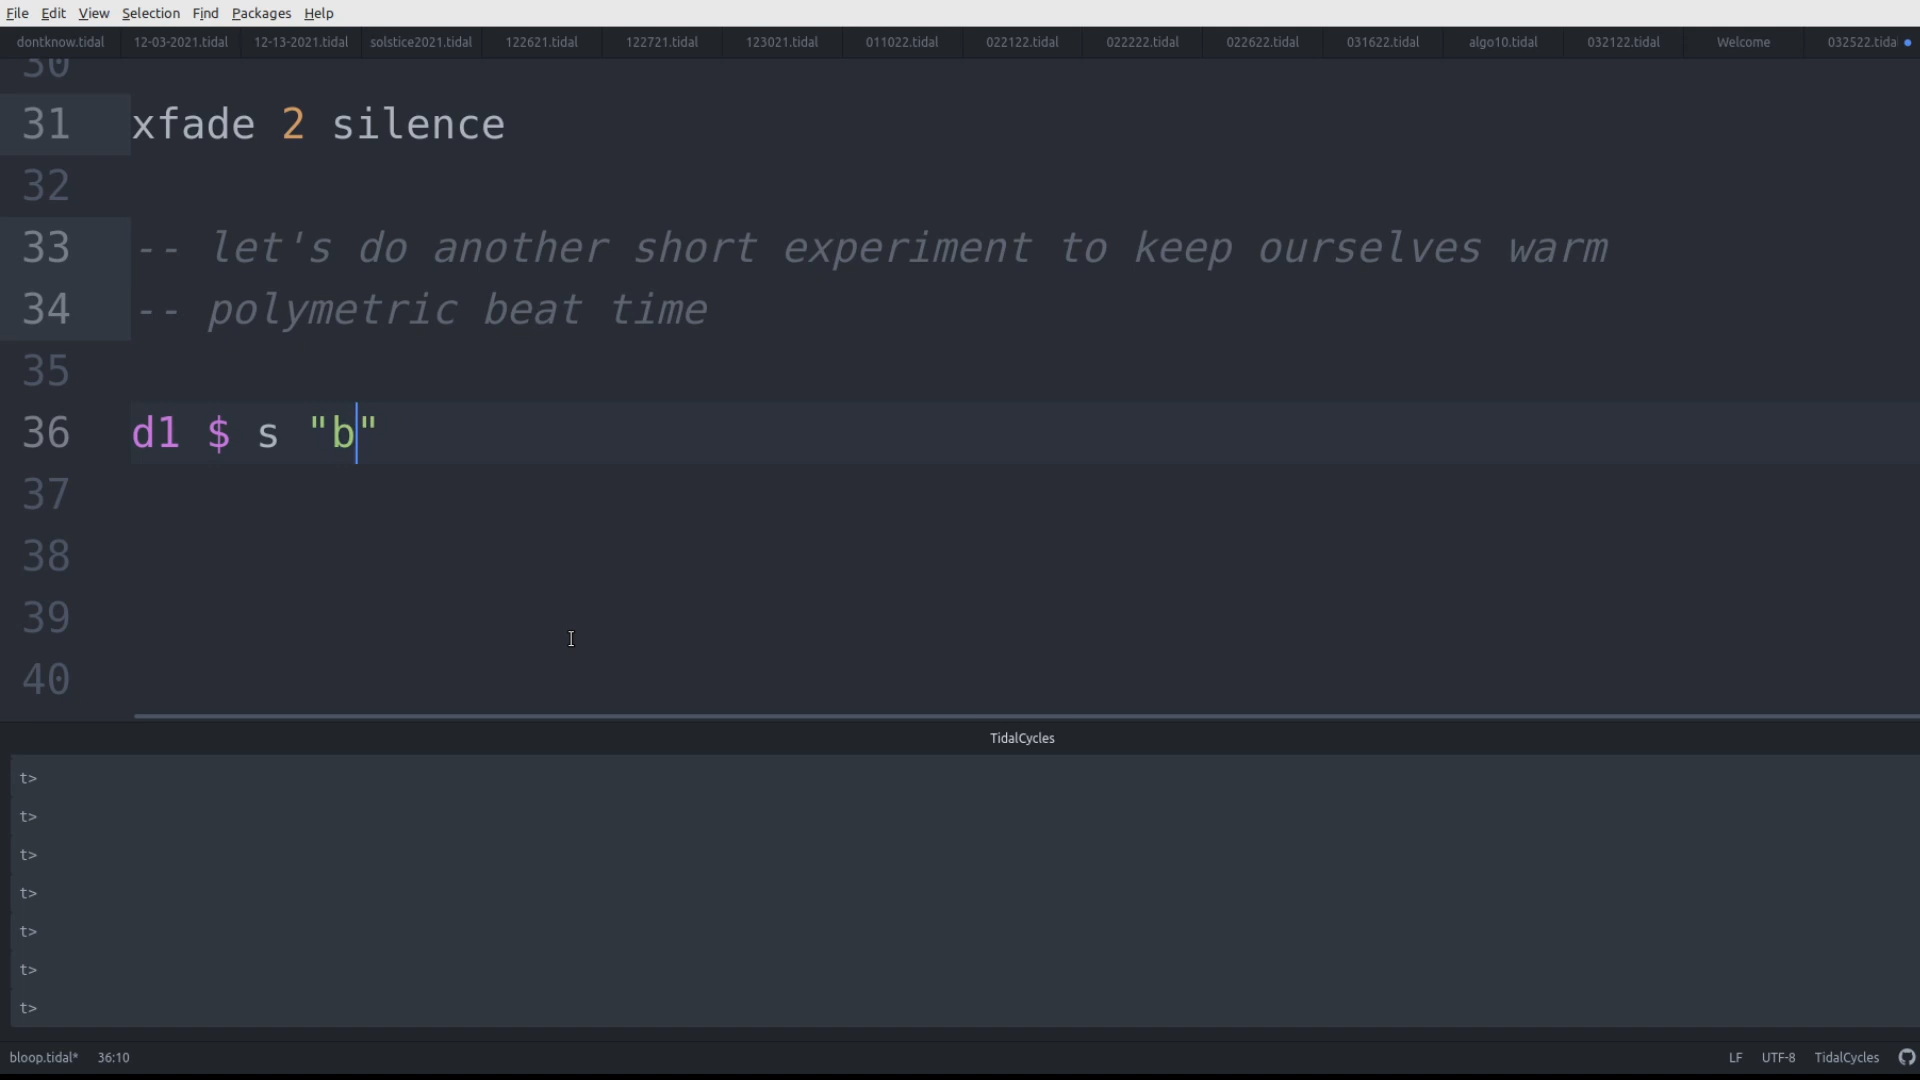 File Edit View Selection Find Packages Help
dontknow.tidal 12-03-2021.tidal 12-13-2021.tidal solstice2021.tidal 122621.tidal 122721.tidal 123021.tidal 011022.tidal 022122.tidal 022222.tidal 022622.tidal 031622.tidal algo10.tidal 032122.tidal Welcome 032522.tida
30
31 xfade 2 silence
32
33 -- let's do another short experiment to keep ourselves warm
34 -- polymetric beat time
35
36 d1 $ s "b"
37
38
39
40
TidalCycles
t>
t>
t>
t>
t>
t>
t>
bloop.tidal* 36:10 LF UTF-8 TidalCycles